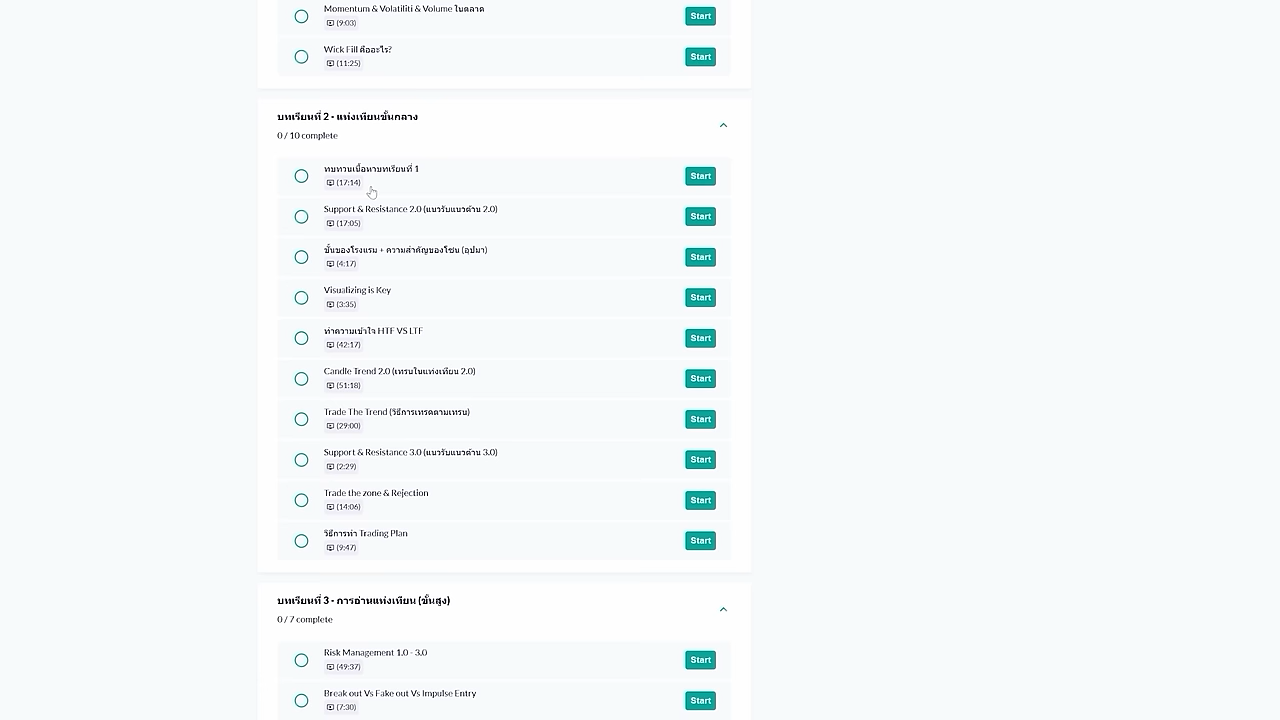 Momentum & Volatiliti & Volume ในตลาด
(9:03)
Start
Wick Fill คืออะไร?
(11:25)
Start
บทเรียนที่ 2 - แท่งเทียนขั้นกลาง
0 / 10 complete
ทบทวนเนื้อหาบทเรียนที่ 1
(17:14)
Start
Support & Resistance 2.0 (แนวรับแนวต้าน 2.0)
(17:05)
Start
ชั้นของโรงแรม + ความสำคัญของโซน (อุปมา)
(4:17)
Start
Visualizing is Key
(3:35)
Start
ทำความเข้าใจ HTF VS LTF
(42:17)
Start
Candle Trend 2.0 (เทรนในแท่งเทียน 2.0)
(51:18)
Start
Trade The Trend (วิธีการเทรดตามเทรน)
(29:00)
Start
Support & Resistance 3.0 (แนวรับแนวต้าน 3.0)
(2:29)
Start
Trade the zone & Rejection
(14:06)
Start
วิธีการทำ Trading Plan
(9:47)
Start
บทเรียนที่ 3 - การอ่านแท่งเทียน (ขั้นสูง)
0 / 7 complete
Risk Management 1.0 - 3.0
(49:37)
Start
Break out Vs Fake out Vs Impulse Entry
(7:30)
Start